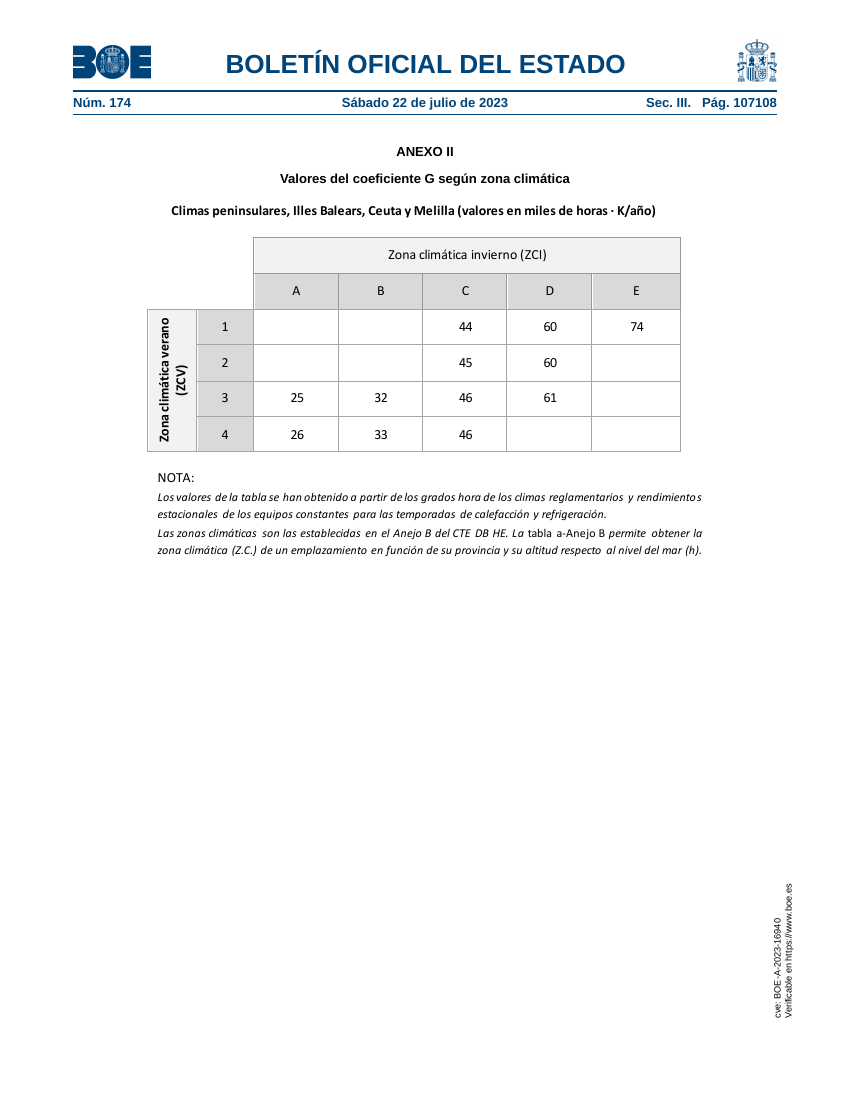 BOE
BOLETÍN OFICIAL DEL ESTADO
Núm. 174 Sábado 22 de julio de 2023 Sec. III. Pág. 107108
ANEXO II
Valores del coeficiente G según zona climática
Climas peninsulares, Illes Balears, Ceuta y Melilla (valores en miles de horas · K/año)
Zona climática invierno (ZCI)
A B C D E
Zona climática verano
(ZCV)
1 44 60 74
2 45 60
3 25 32 46 61
4 26 33 46
NOTA:
Los valores de la tabla se han obtenido a partir de los grados hora de los climas reglamentarios y rendimientos
estacionales de los equipos constantes para las temporadas de calefacción y refrigeración.
Las zonas climáticas son las establecidas en el Anejo B del CTE DB HE. La tabla a-Anejo B permite obtener la
zona climática (Z.C.) de un emplazamiento en función de su provincia y su altitud respecto al nivel del mar (h).
cve: BOE-A-2023-16940
Verificable en https://www.boe.es